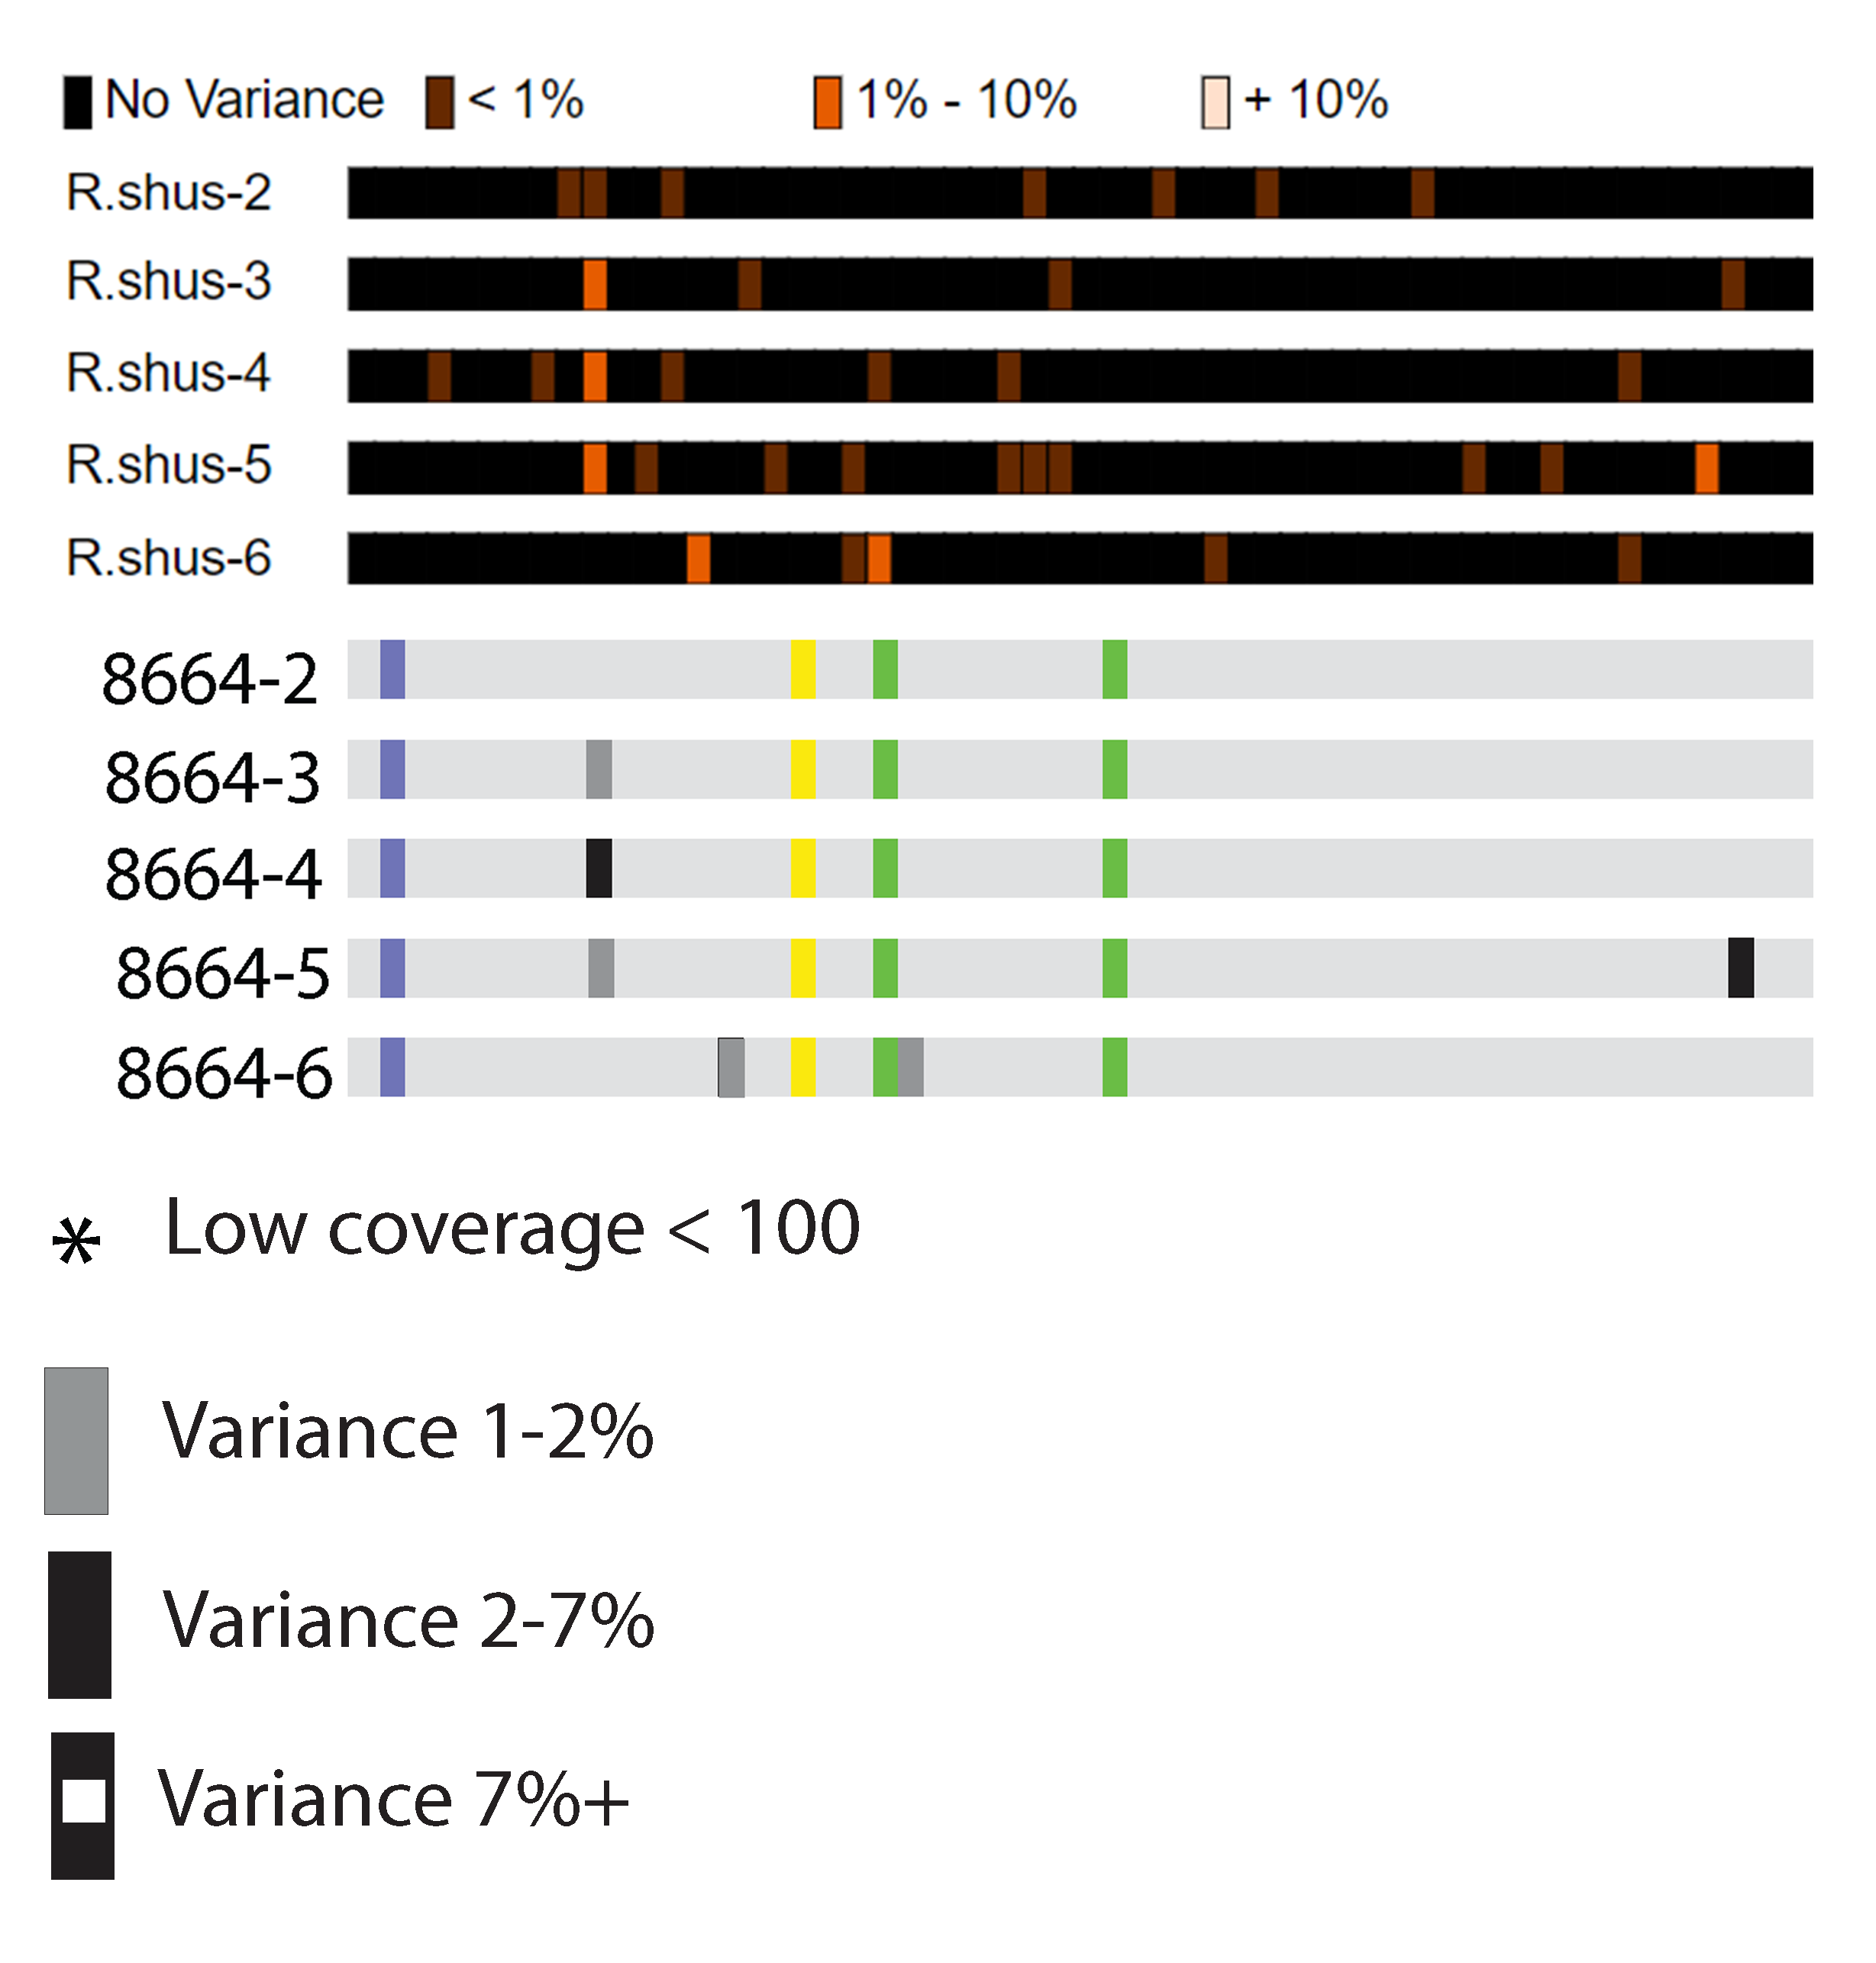 No Variance < 1% 1% - 10% + 10%
R.shus-2
R.shus-3
R.shus-4
R.shus-5
R.shus-6
8664-2
8664-3
8664-4
8664-5
8664-6
* Low coverage < 100
Variance 1-2%
Variance 2-7%
Variance 7%+